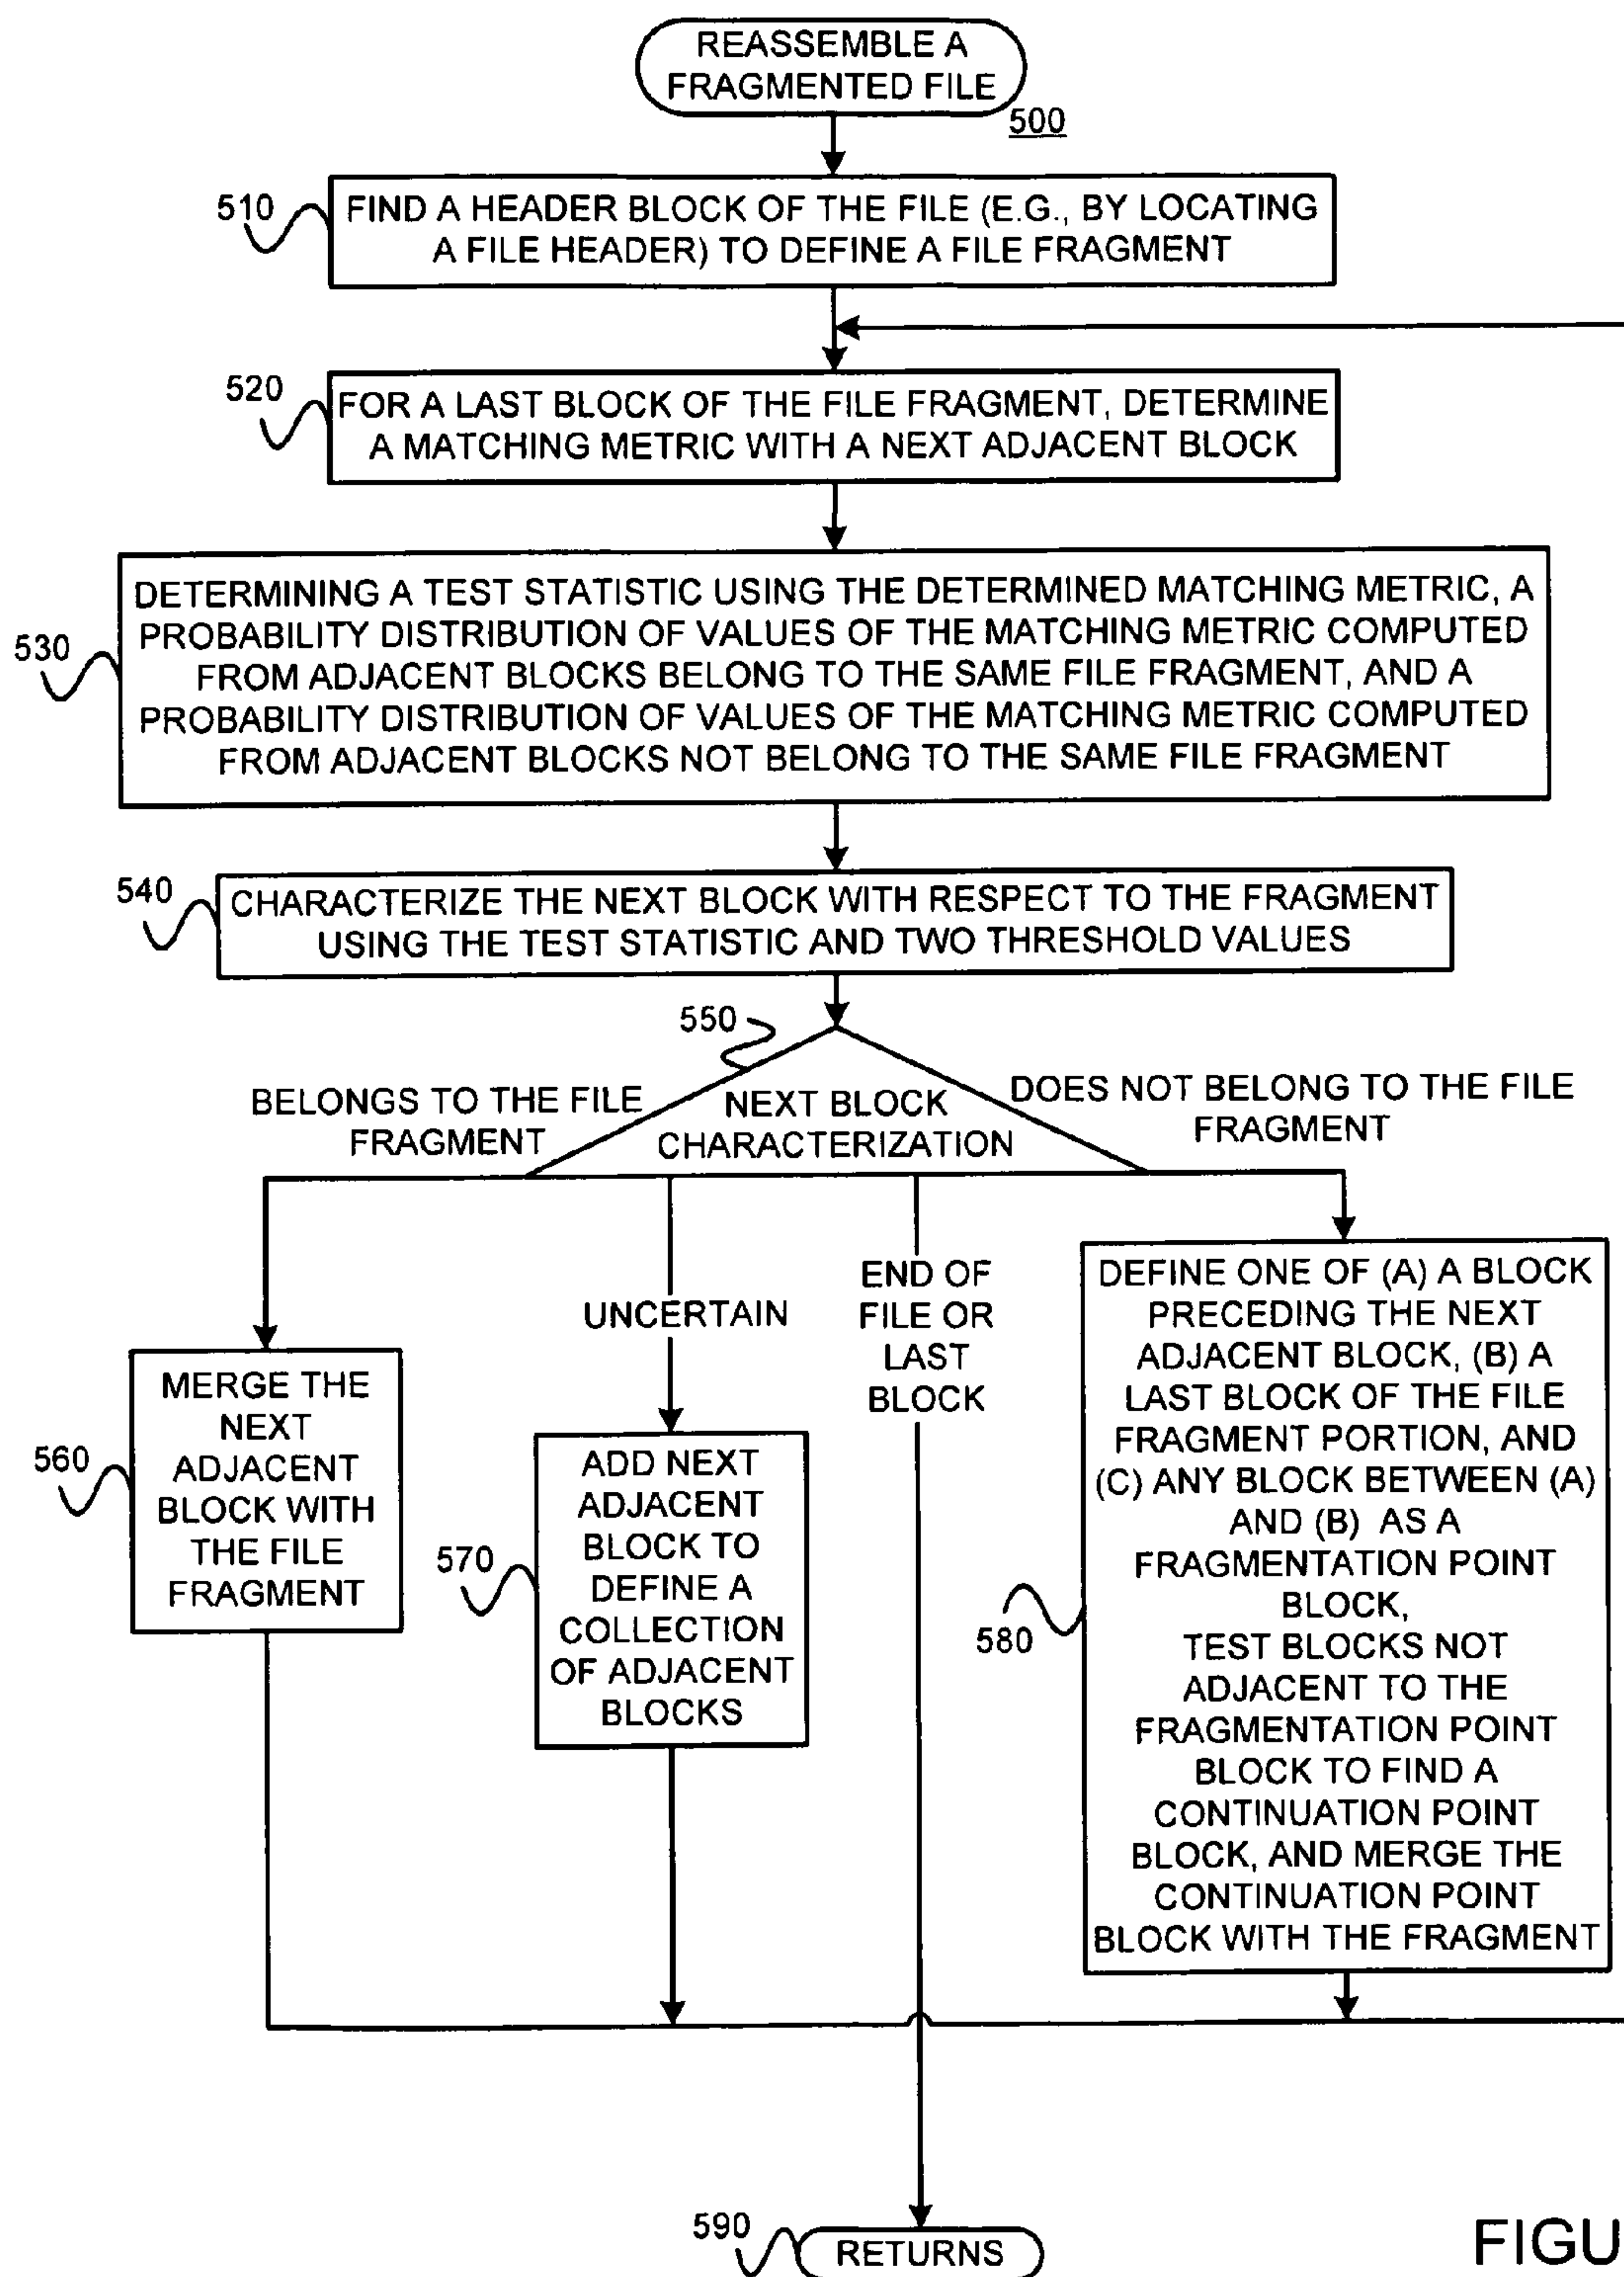 REASSEMBLE A
FRAGMENTED FILE
500
510
FIND A HEADER BLOCK OF THE FILE (E.G., BY LOCATING
A FILE HEADER) TO DEFINE A FILE FRAGMENT
520
FOR A LAST BLOCK OF THE FILE FRAGMENT, DETERMINE
A MATCHING METRIC WITH A NEXT ADJACENT BLOCK
530
DETERMINING A TEST STATISTIC USING THE DETERMINED MATCHING METRIC, A
PROBABILITY DISTRIBUTION OF VALUES OF THE MATCHING METRIC COMPUTED
FROM ADJACENT BLOCKS BELONG TO THE SAME FILE FRAGMENT, AND A
PROBABILITY DISTRIBUTION OF VALUES OF THE MATCHING METRIC COMPUTED
FROM ADJACENT BLOCKS NOT BELONG TO THE SAME FILE FRAGMENT
540
CHARACTERIZE THE NEXT BLOCK WITH RESPECT TO THE FRAGMENT
USING THE TEST STATISTIC AND TWO THRESHOLD VALUES
550
BELONGS TO THE FILE
FRAGMENT
NEXT BLOCK
CHARACTERIZATION
DOES NOT BELONG TO THE FILE
FRAGMENT
560
MERGE THE
NEXT
ADJACENT
BLOCK WITH
THE FILE
FRAGMENT
UNCERTAIN
570
ADD NEXT
ADJACENT
BLOCK TO
DEFINE A
COLLECTION
OF ADJACENT
BLOCKS
END OF
FILE OR
LAST
BLOCK
580
DEFINE ONE OF (A) A BLOCK
PRECEDING THE NEXT
ADJACENT BLOCK, (B) A
LAST BLOCK OF THE FILE
FRAGMENT PORTION, AND
(C) ANY BLOCK BETWEEN (A)
AND (B) AS A
FRAGMENTATION POINT
BLOCK,
TEST BLOCKS NOT
ADJACENT TO THE
FRAGMENTATION POINT
BLOCK TO FIND A
CONTINUATION POINT
BLOCK, AND MERGE THE
CONTINUATION POINT
BLOCK WITH THE FRAGMENT
590
RETURNS
FIGU